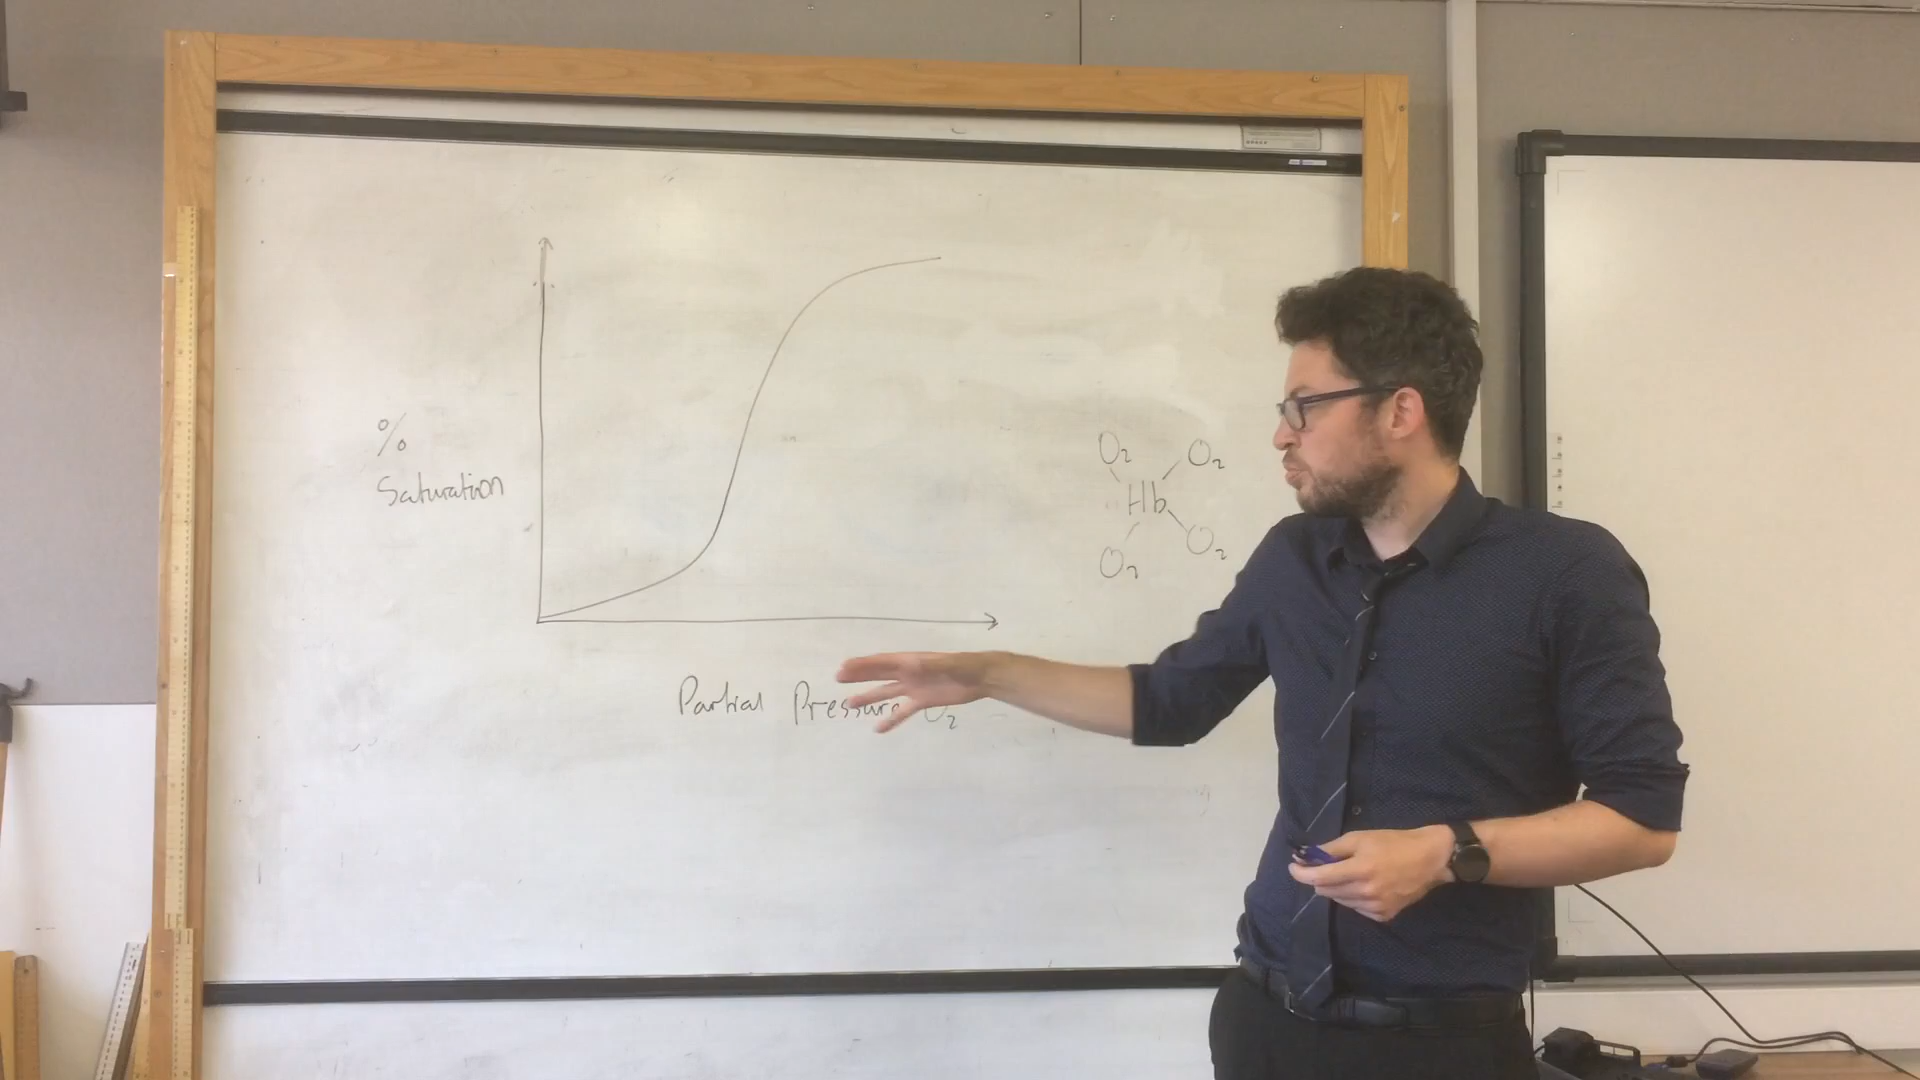 %
Saturation
O₂ O₂
Hb
O₂ O₂
Partial Pressure O₂